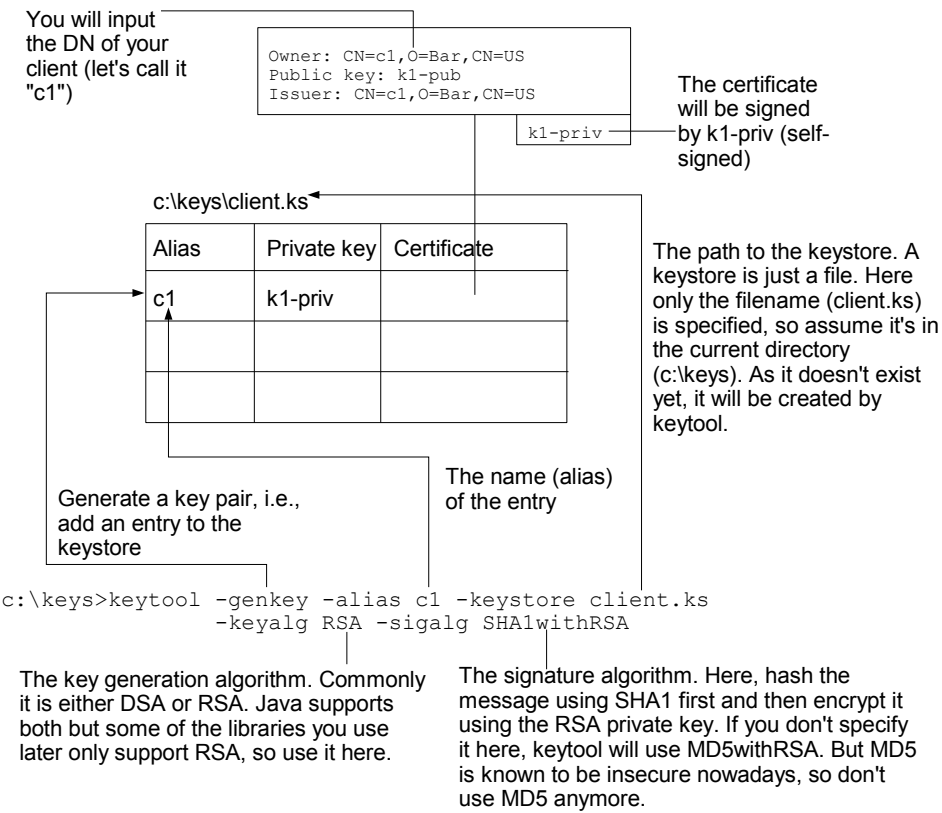 You will input
the DN of your
client (let's call it
"c1")
Owner: CN=c1,O=Bar,CN=US
Public key: k1-pub
Issuer: CN=c1,O=Bar,CN=US
k1-priv
The certificate
will be signed
by k1-priv (self-
signed)
c:\keys\client.ks
Alias Private key Certificate
c1 k1-priv
The path to the keystore. A
keystore is just a file. Here
only the filename (client.ks)
is specified, so assume it's in
the current directory
(c:\keys). As it doesn't exist
yet, it will be created by
keytool.
The name (alias)
of the entry
Generate a key pair, i.e.,
add an entry to the
keystore
c:\keys>keytool -genkey -alias c1 -keystore client.ks
-keyalg RSA -sigalg SHA1withRSA
The key generation algorithm. Commonly
it is either DSA or RSA. Java supports
both but some of the libraries you use
later only support RSA, so use it here.
The signature algorithm. Here, hash the
message using SHA1 first and then encrypt it
using the RSA private key. If you don't specify
it here, keytool will use MD5withRSA. But MD5
is known to be insecure nowadays, so don't
use MD5 anymore.